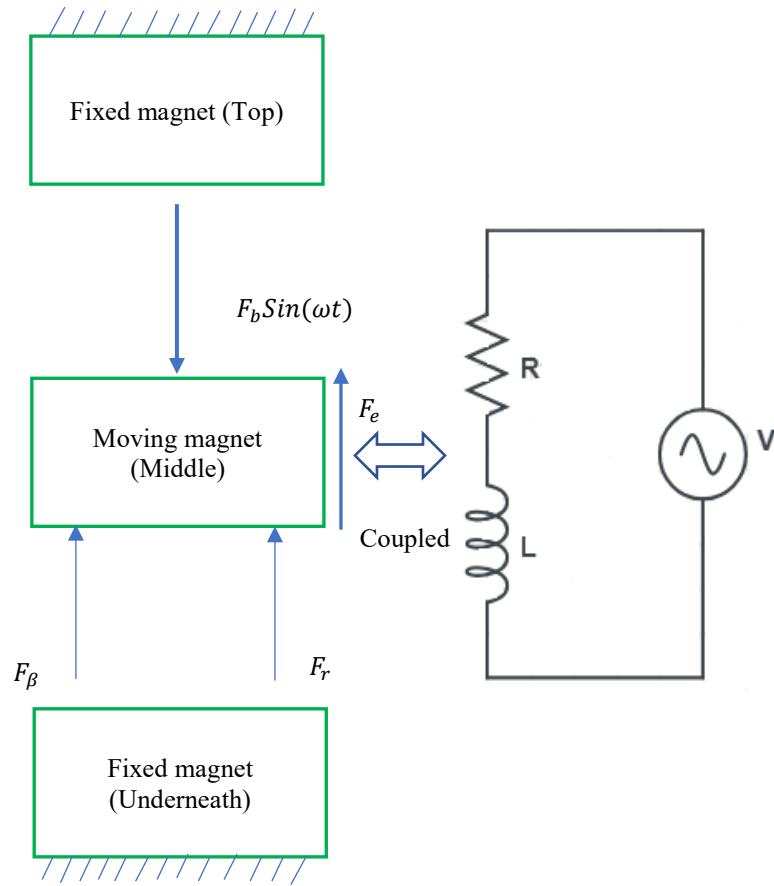 Fixed magnet (Top)
F_b Sin(ωt)
Moving magnet
(Middle)
F_e
Coupled
R
L
V
F_β
F_r
Fixed magnet
(Underneath)